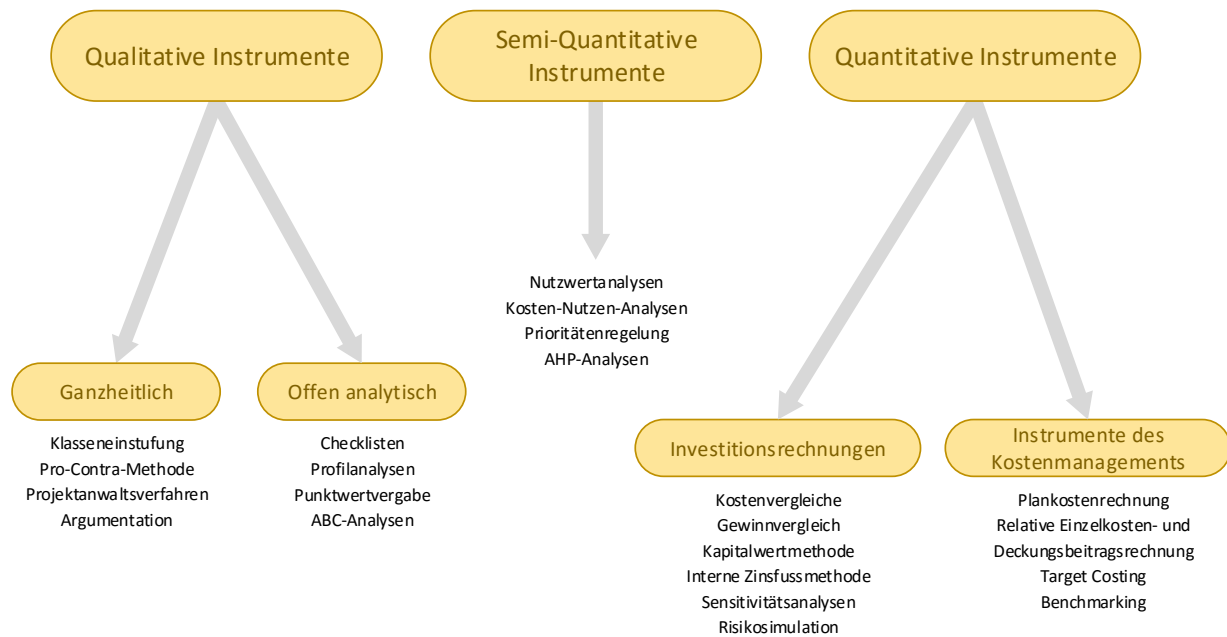 Qualitative Instrumente
Semi-Quantitative
Instrumente
Quantitative Instrumente
Nutzwertanalysen
Kosten-Nutzen-Analysen
Prioritätenregelung
AHP-Analysen
Ganzheitlich
Klasseneinstufung
Pro-Contra-Methode
Projektanwaltsverfahren
Argumentation
Offen analytisch
Checklisten
Profilanalysen
Punktwertvergabe
ABC-Analysen
Investitionsrechnungen
Kostenvergleiche
Gewinnvergleich
Kapitalwertmethode
Interne Zinsfussmethode
Sensitivitätsanalysen
Risikosimulation
Instrumente des
Kostenmanagements
Plankostenrechnung
Relative Einzelkosten- und
Deckungsbeitragsrechnung
Target Costing
Benchmarking